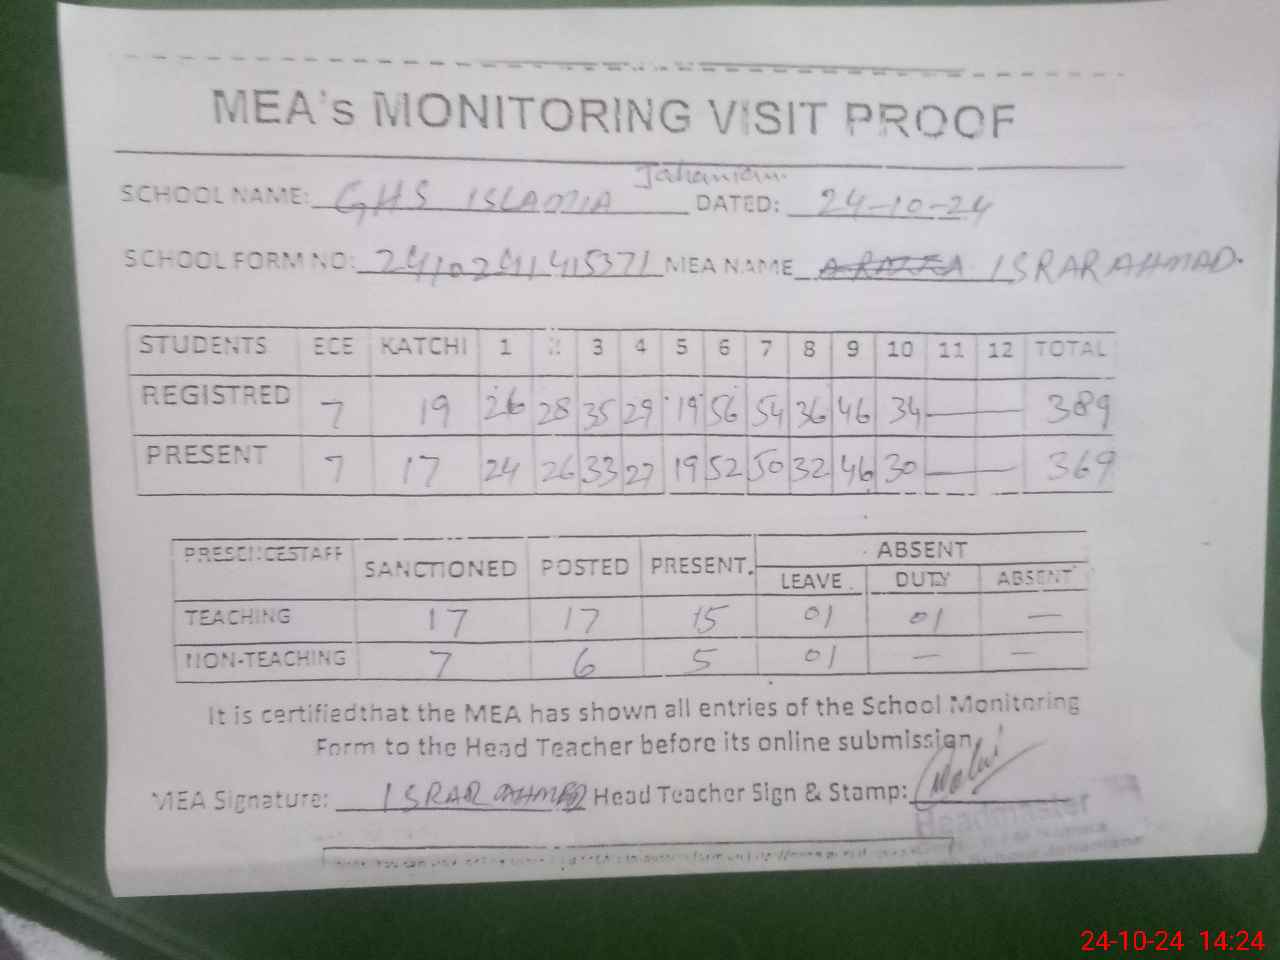 MEA's MONITORING VISIT PROOF
SCHOOL NAME: GHS ISLAMIA Jahanian DATED: 24-10-24
SCHOOL FORM NO: 241024145371 MEA NAME ISRAR AHMAD.
STUDENTS ECE KATCHI 1 2 3 4 5 6 7 8 9 10 11 12 TOTAL
REGISTRED 7 19 26 28 35 29 19 56 54 36 46 34 — 389
PRESENT 7 17 24 26 33 27 19 52 50 32 46 30 — 369
PRESENCESTAFF SANCTIONED POSTED PRESENT. ABSENT
LEAVE DUTY ABSENT
TEACHING 17 17 15 01 01 —
NON-TEACHING 7 6 5 01 — —
It is certifiedthat the MEA has shown all entries of the School Monitoring
Form to the Head Teacher before its online submission
MEA Signature: ISRAR AHMAD Head Teacher Sign & Stamp:
Headmaster
24-10-24 14:24